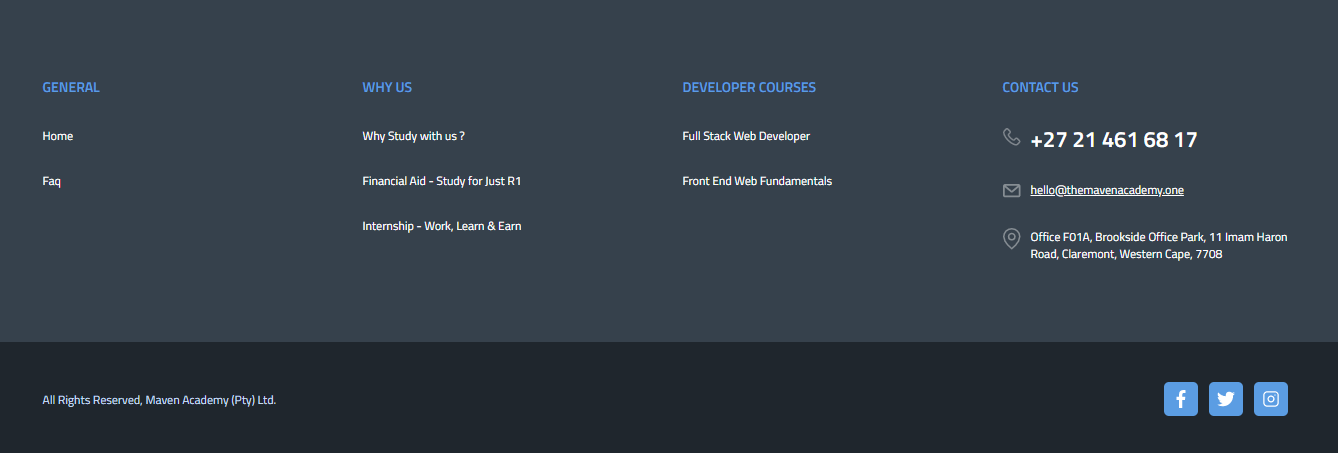 GENERAL
Home
Faq
WHY US
Why Study with us ?
Financial Aid - Study for Just R1
Internship - Work, Learn & Earn
DEVELOPER COURSES
Full Stack Web Developer
Front End Web Fundamentals
CONTACT US
+27 21 461 68 17
hello@themavenacademy.one
Office F01A, Brookside Office Park, 11 Imam Haron
Road, Claremont, Western Cape, 7708
All Rights Reserved, Maven Academy (Pty) Ltd.